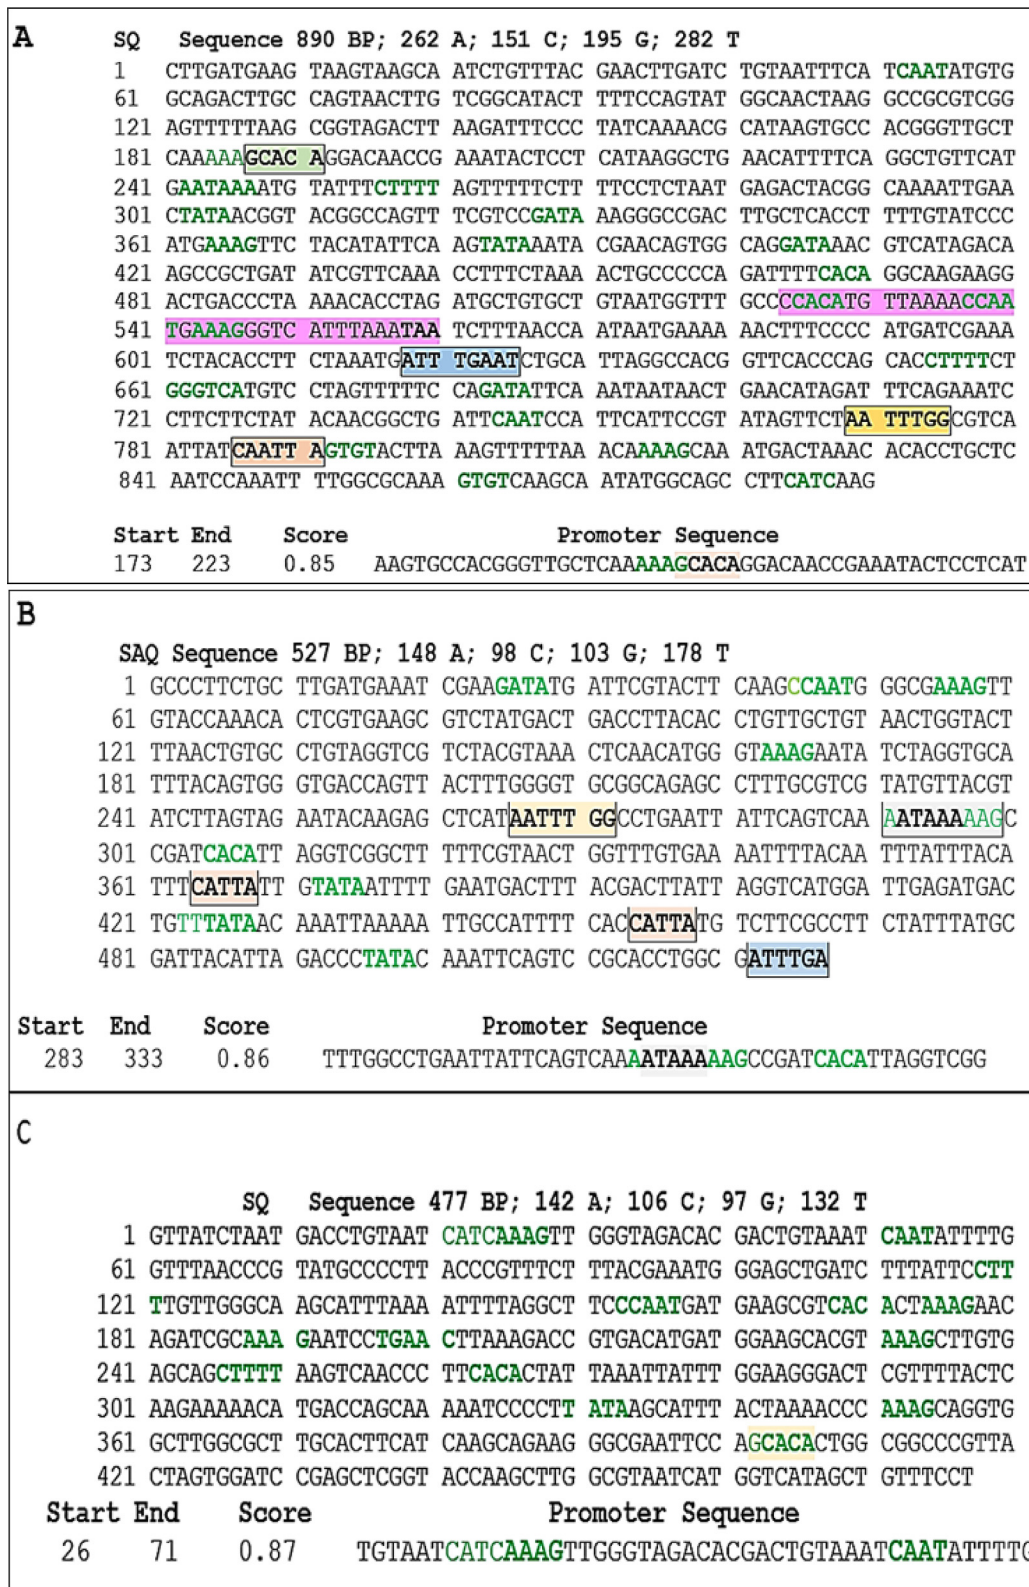 A
SQ Sequence 890 BP; 262 A; 151 C; 195 G; 282 T
1 CTTGATGAAG TAAGTAAGCA ATCTGTTTAC GAACTTGATC TGTAATTTCA TCAATATGTG
61 GCAGACTTGC CAGTAACTTG TCGGCATACT TTTCCAGTAT GGCAACTAAG GCCGCGTCGG
121 AGTTTTTAAG CGGTAGACTT AAGATTTCCC TATCAAAACG CATAAGTGCC ACGGGTTGCT
181 CAAAAAGCAC AGGACAACCG AAATACTCCT CATAAGGCTG AACATTTTCA GGCTGTTCAT
241 GAATAAAATG TATTTCTTTT AGTTTTTCTT TTCCTCTAAT GAGACTACGG CAAAATTGAA
301 CTATAACGGT ACGGCCAGTT TCGTCCGATA AAGGGCCGAC TTGCTCACCT TTTGTATCCC
361 ATGAAAGTTC TACATATTCA AGTATAAATA CGAACAGTGG CAGGATAAAC GTCATAGACA
421 AGCCGCTGAT ATCGTTCAAA CCTTTCTAAA ACTGCCCCCA GATTTTCACA GGCAAGAAGG
481 ACTGACCCTA AAACACCTAG ATGCTGTGCT GTAATGGTTT GCCCCACATG TTAAAACCAA
541 TGAAAGGGTC ATTTAAATAA TCTTTAACCA ATAATGAAAA AACTTTCCCC ATGATCGAAA
601 TCTACACCTT CTAAATGATT TGAATCTGCA TTAGGCCACG GTTCACCCAG CACCTTTTCT
661 GGGTCATGTC CTAGTTTTTC CAGATATTCA AATAATAACT GAACATAGAT TTCAGAAATC
721 CTTCTTCTAT ACAACGGCTG ATTCAATCCA TTCATTCCGT ATAGTTCTAA TTTGGCGTCA
781 ATTATCAATT AGTGTACTTA AAGTTTTTAA ACAAAAGCAA ATGACTAAAC ACACCTGCTC
841 AATCCAAATT TTGGCGCAAA GTGTCAAGCA ATATGGCAGC CTTCATCAAG
Start End Score Promoter Sequence
173 223 0.85 AAGTGCCACGGGTTGCTCAAAAAGCACAGGACAACCGAAATACTCCTCAT
B
SAQ Sequence 527 BP; 148 A; 98 C; 103 G; 178 T
1 GCCCTTCTGC TTGATGAAAT CGAAGATATG ATTCGTACTT CAAGCCAATG GGCGAAAGTT
61 GTACCAAACA CTCGTGAAGC GTCTATGACT GACCTTACAC CTGTTGCTGT AACTGGTACT
121 TTAACTGTGC CTGTAGGTCG TCTACGTAAA CTCAACATGG GTAAAGAATA TCTAGGTGCA
181 TTTACAGTGG GTGACCAGTT ACTTTGGGGT GCGGCAGAGC CTTTGCGTCG TATGTTACGT
241 ATCTTAGTAG AATACAAGAG CTCATAATTT GGCCTGAATT ATTCAGTCAA AATAAAAAGC
301 CGATCACATT AGGTCGGCTT TTTCGTAACT GGTTTGTGAA AATTTTACAA TTATTTACA
361 TTTCATTATT GTATAATTTT GAATGACTTT ACGACTTATT AGGTCATGGA TTGAGATGAC
421 TGTTTATAAC AAATTAAAAA TTGCCATTTT CACCATTATG TCTTCGCCTT CTATTTATGC
481 GATTACATTA GACCCTATAC AAATTCAGTC CGCACCTGGC GATTTGA
Start End Score Promoter Sequence
283 333 0.86 TTTGGCCTGAATTATTCAGTCAAAATAAAAAGCCGATCACATTAGGTCGG
C
SQ Sequence 477 BP; 142 A; 106 C; 97 G; 132 T
1 GTTATCTAAT GACCTGTAAT CATCAAAGTT GGGTAGACAC GACTGTAAAT CAATATTTTG
61 GTTTAACCCG TATGCCCCTT ACCCGTTTCT TTACGAAATG GGAGCTGATC TTTATTCCTT
121 TTGTTGGGCA AGCATTTAAA ATTTTAGGCT TCCCAATGAT GAAGCGTCAC ACTAAAGAAC
181 AGATCGCAAA GAATCCTGAA CTTAAAGACC GTGACATGAT GGAAGCACGT AAAGCTTGTG
241 AGCAGCTTTT AAGTCAACCC TTCACACTAT TAAATTATTT GGAAGGGACT CGTTTTACTC
301 AAGAAAAACA TGACCAGCAA AAATCCCCTT ATAAGCATTT ACTAAAACCC AAAGCAGGTG
361 GCTTGGCGCT TGCACTTCAT CAAGCAGAAG GGCGAATTCC AGCACACTGG CGGCCCGTTA
421 CTAGTGGATC CGAGCTCGGT ACCAAGCTTG GCGTAATCAT GGTCATAGCT GTTTCCT
Start End Score Promoter Sequence
26 71 0.87 TGTAATCATCAAAGTTGGGTAGACACGACTGTAAATCAATATTTTG